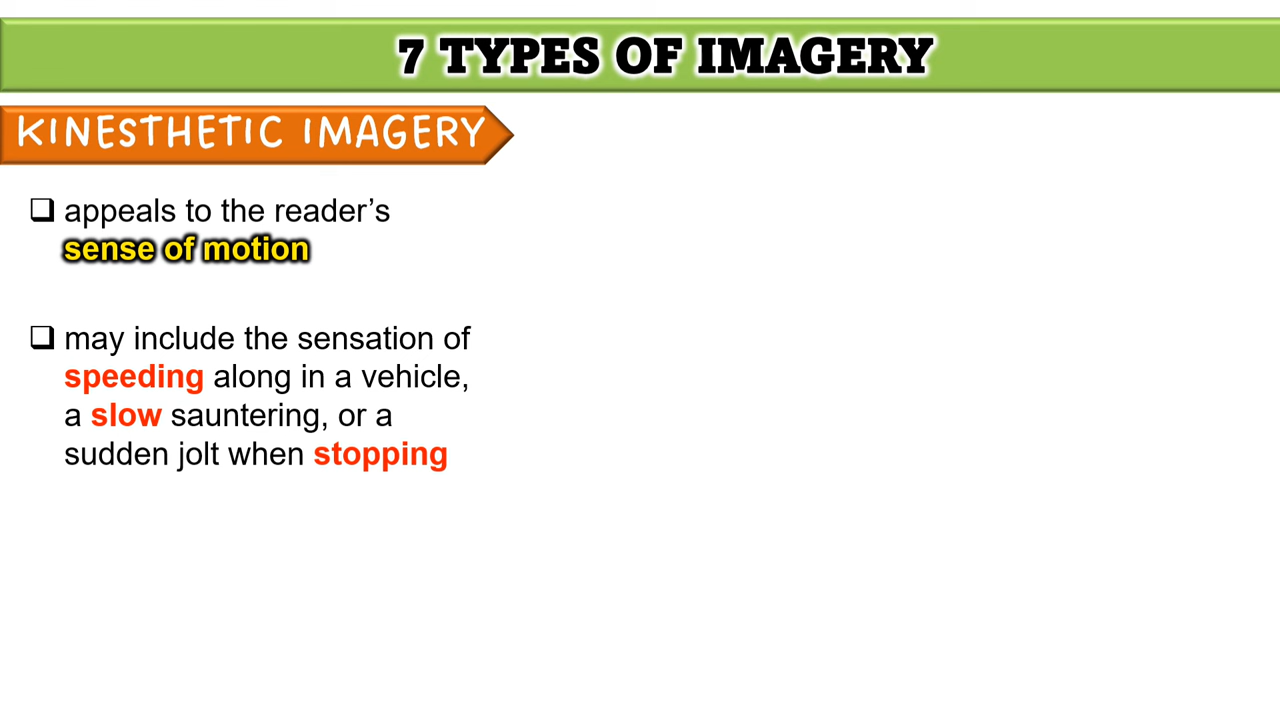 7 TYPES OF IMAGERY
KINESTHETIC IMAGERY
appeals to the reader’s
sense of motion
may include the sensation of
speeding along in a vehicle,
a slow sauntering, or a
sudden jolt when stopping